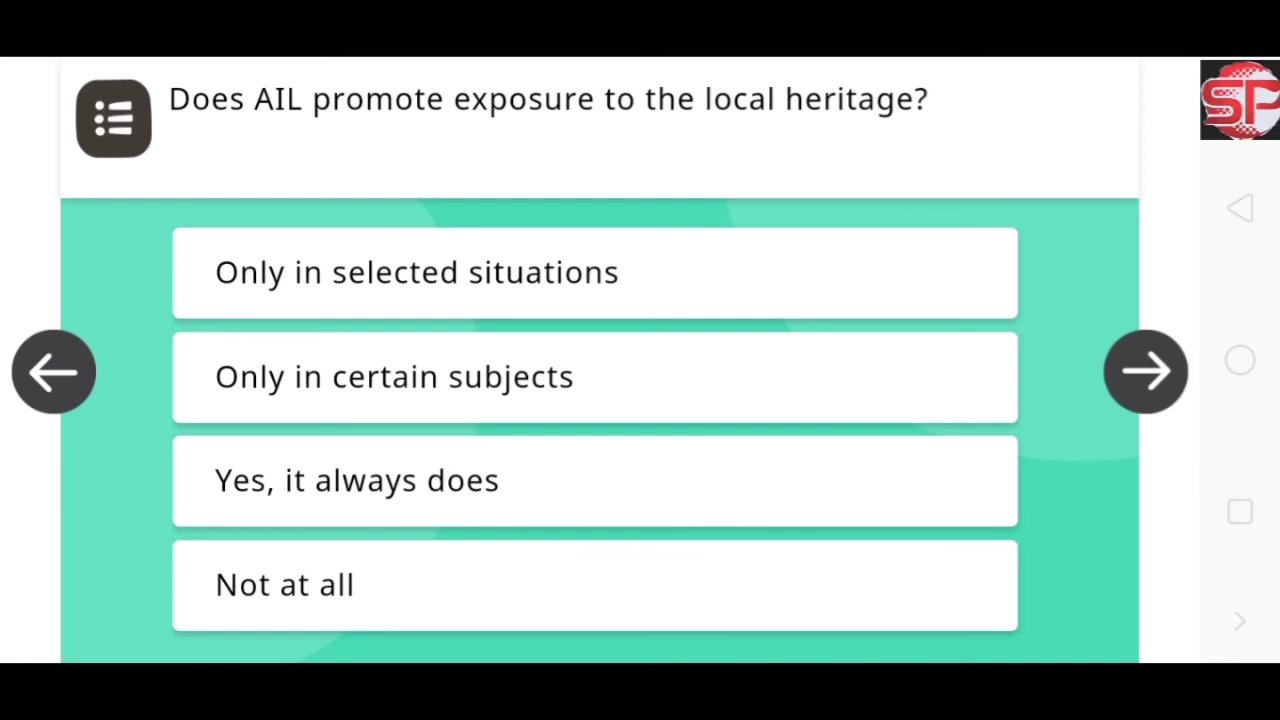 Does AIL promote exposure to the local heritage?
SP
Only in selected situations
Only in certain subjects
Yes, it always does
Not at all